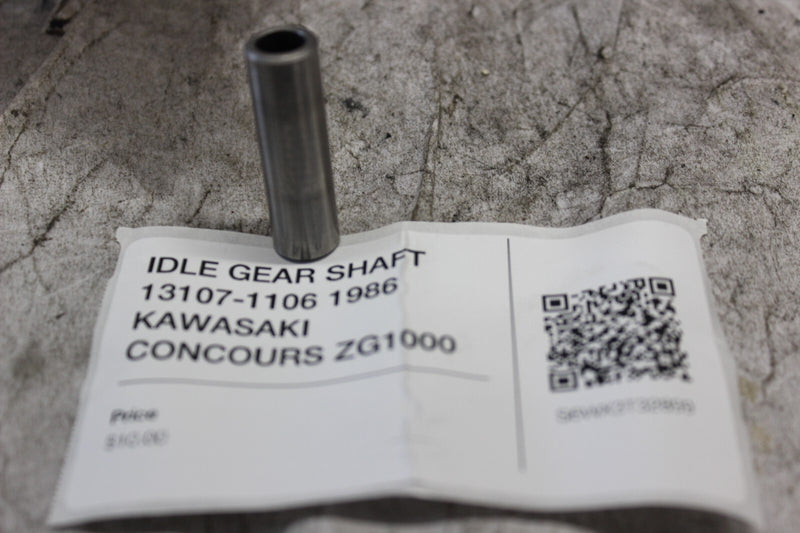 IDLE GEAR SHAFT
13107-1106 1986
KAWASAKI
CONCOURS ZG1000
Price
$10.00